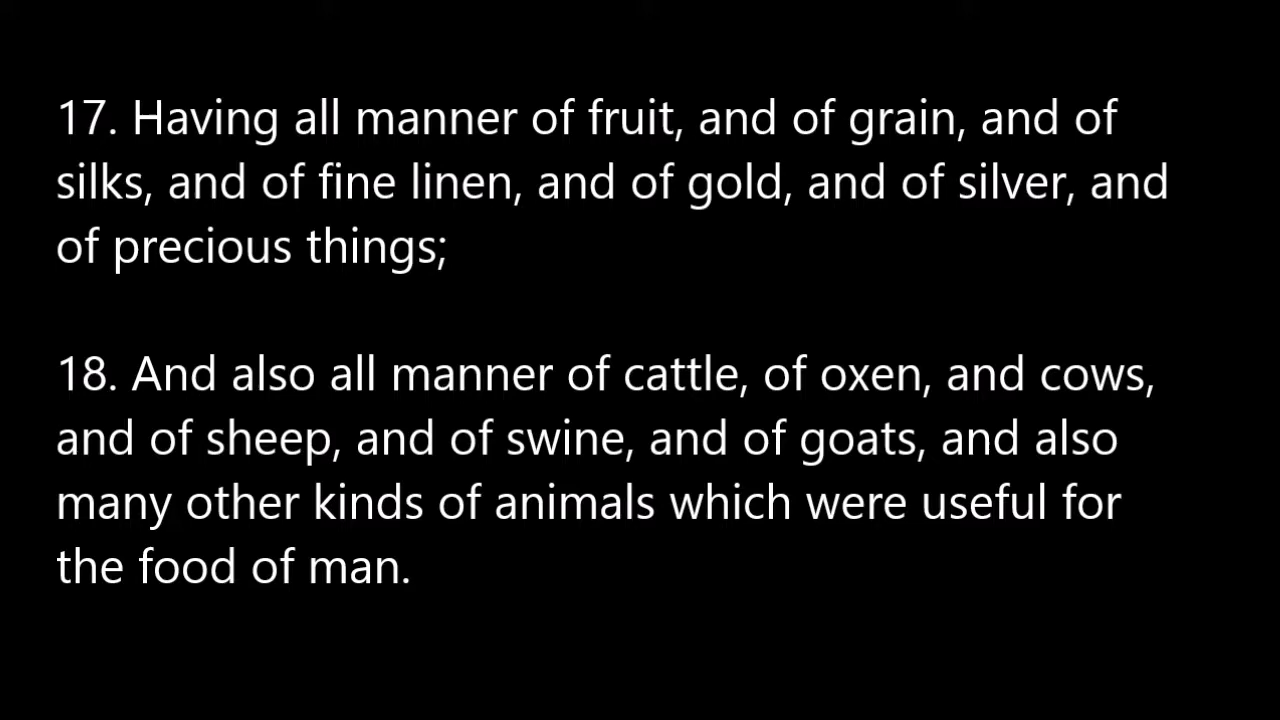 17. Having all manner of fruit, and of grain, and of
silks, and of fine linen, and of gold, and of silver, and
of precious things;
18. And also all manner of cattle, of oxen, and cows,
and of sheep, and of swine, and of goats, and also
many other kinds of animals which were useful for
the food of man.